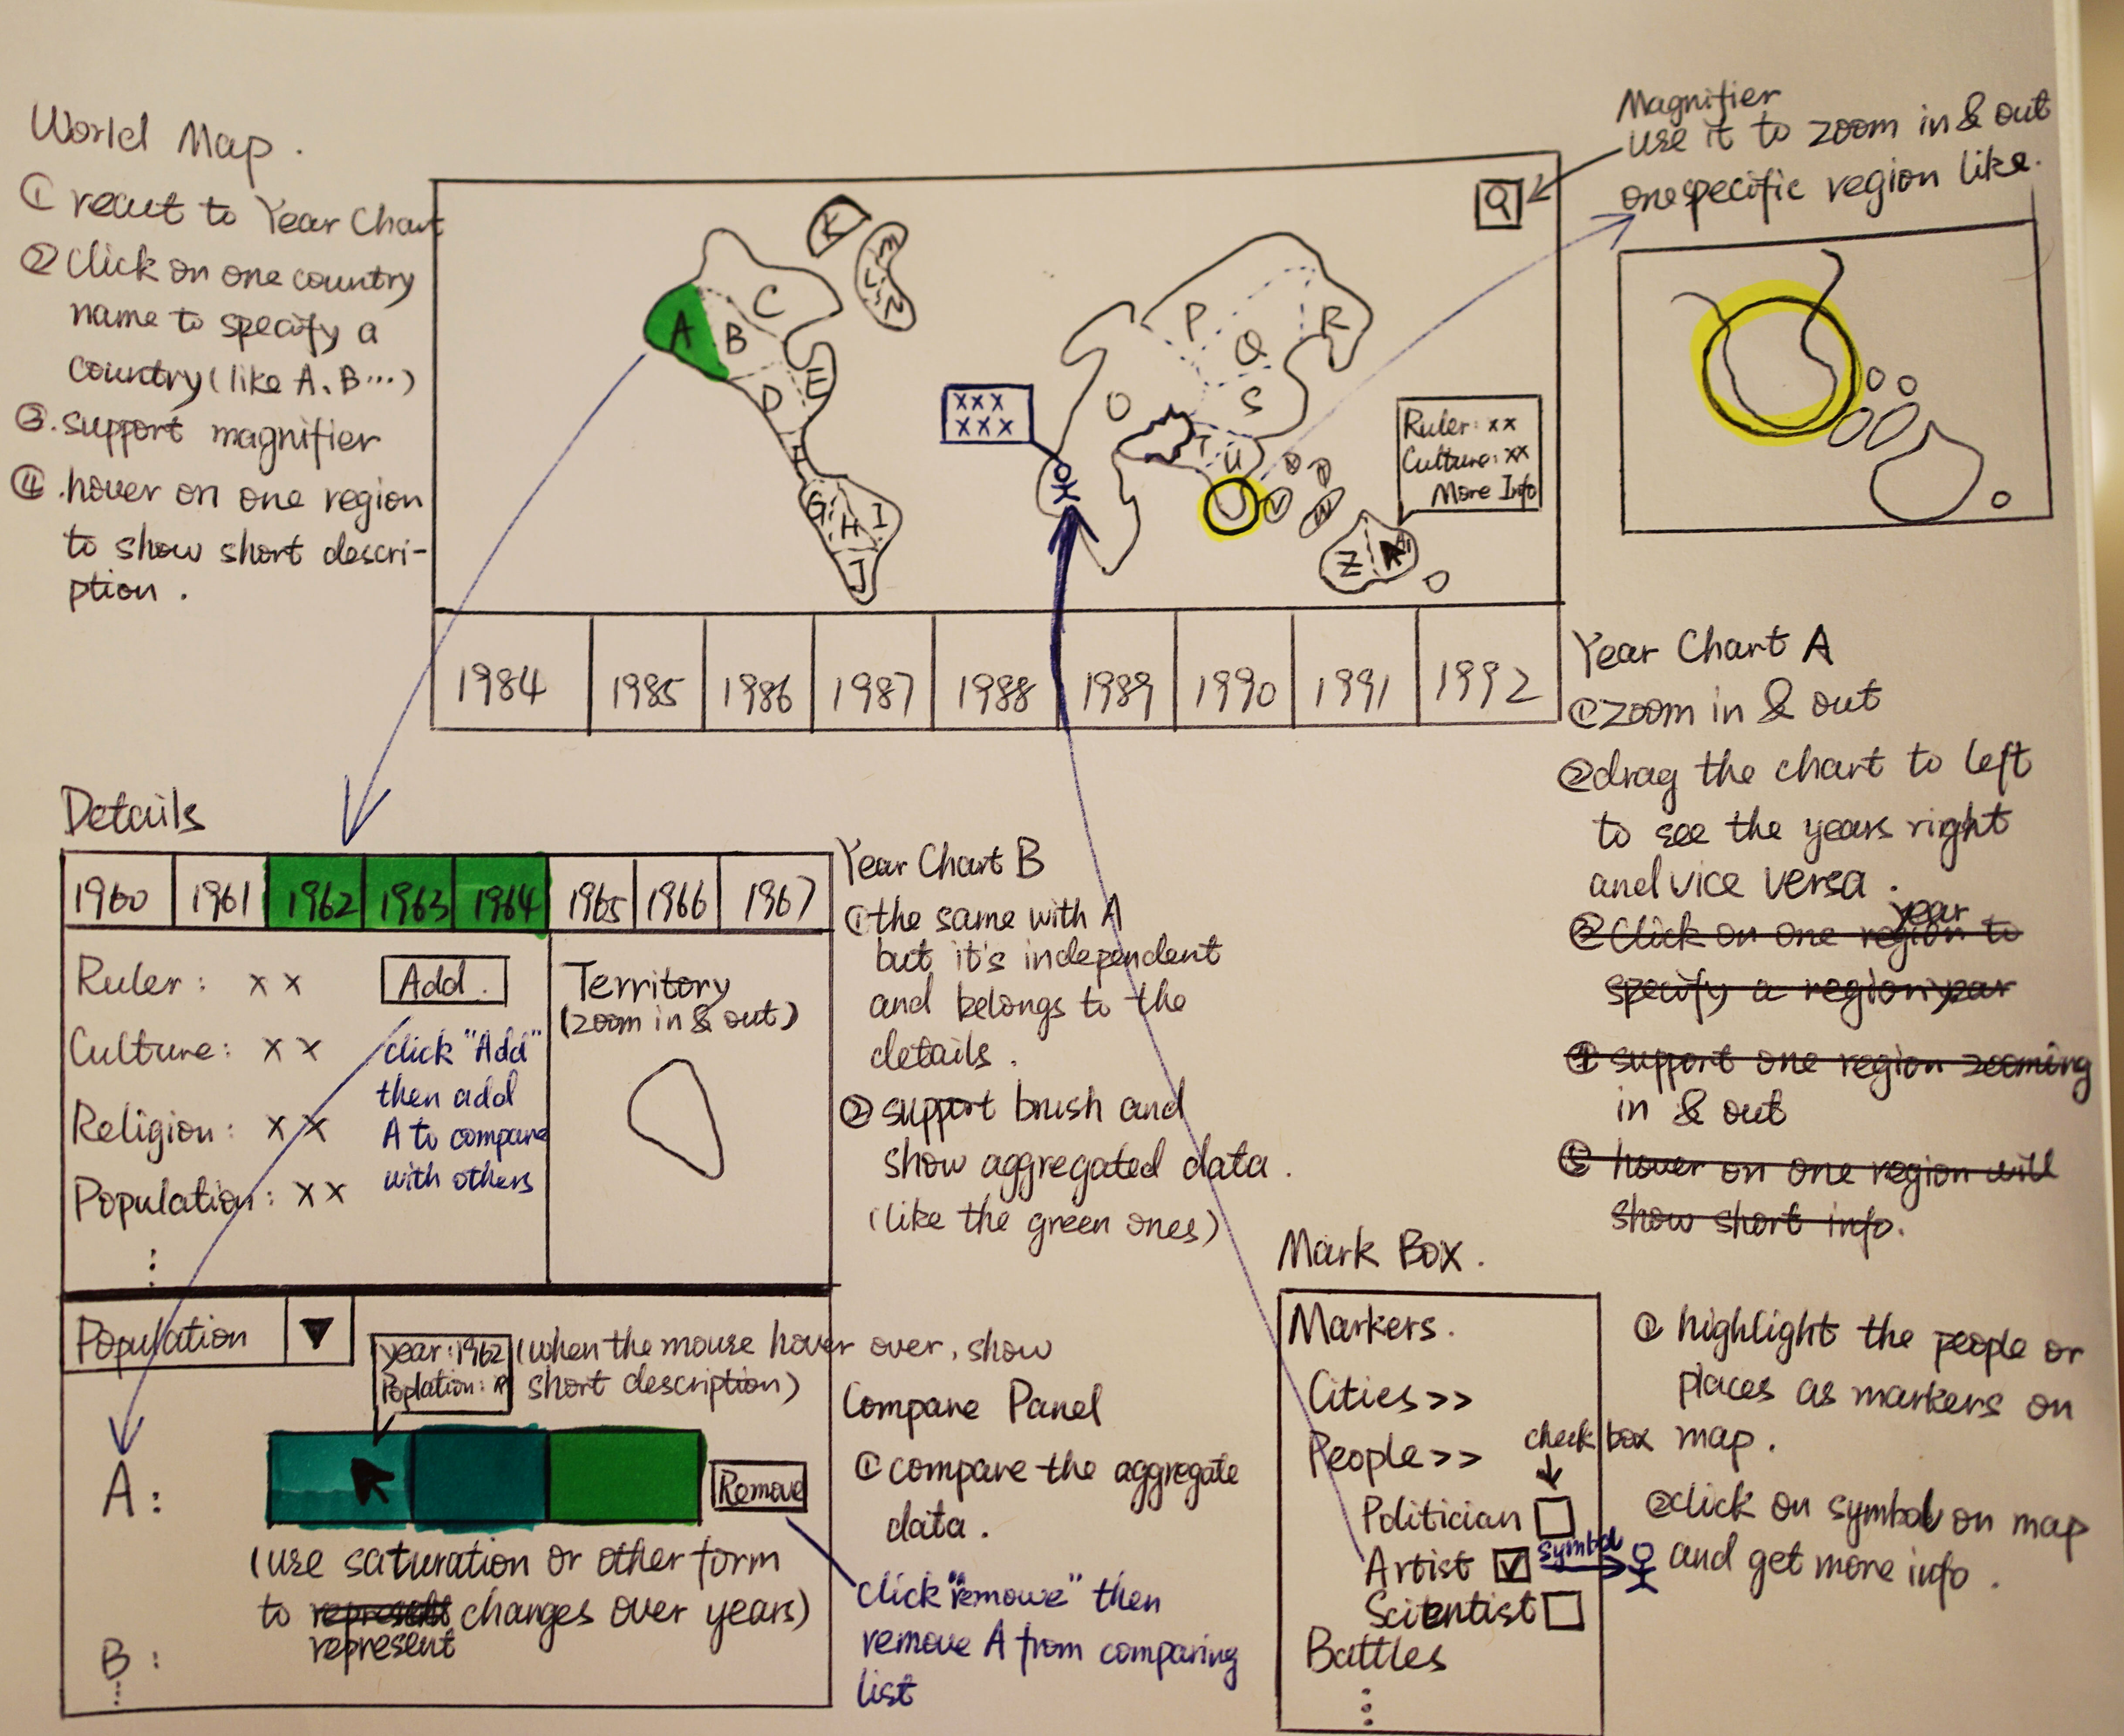 World Map.
① react to Year Chart
② click on one country
name to specify a
country (like A、B...)
③. support magnifier
④. hover on one region
to show short descri-
ption.
Magnifier
use it to zoom in & out
one specific region like.
K
M
L
N
C
A
B
E
D
F
G
H
I
J
P
Q
R
O
S
T
U
V
W
Z
A1
x x x
x x x
Ruler: xx
Culture: xx
More Info
1984 1985 1986 1987 1988 1989 1990 1991 1992
Year Chart A
① zoom in & out
② drag the chart to left
to see the years right
and vice versa.
year
③ Click on one region to
specify a region year
④ support one region zooming
in & out
⑤ hover on one region will
show short info.
Details
1960 1961 1962 1963 1964 1965 1966 1967
Ruler: x x
Add.
Culture: x x
Religion: x x
Population: x x
⋮
click "Add"
then add
A to compare
with others
Territory
(zoom in & out)
Year Chart B
① the same with A
but it's independent
and belongs to the
details.
② support brush and
show aggregated data.
(like the green ones)
Population ▼
year: 1962
Poplation:
(when the mouse hover over, show
short description)
A:
Remove
(use saturation or other form
to represent changes over years)
represent
B:
⋮
Compare Panel
① compare the aggregate
data.
click "remove" then
remove A from comparing
list
Mark Box.
Markers.
Cities >>
People >>
check box
Politician
Artist
symbol
Scientist
Battles
⋮
① highlight the people or
places as markers on
map.
② click on symbol on map
and get more info.